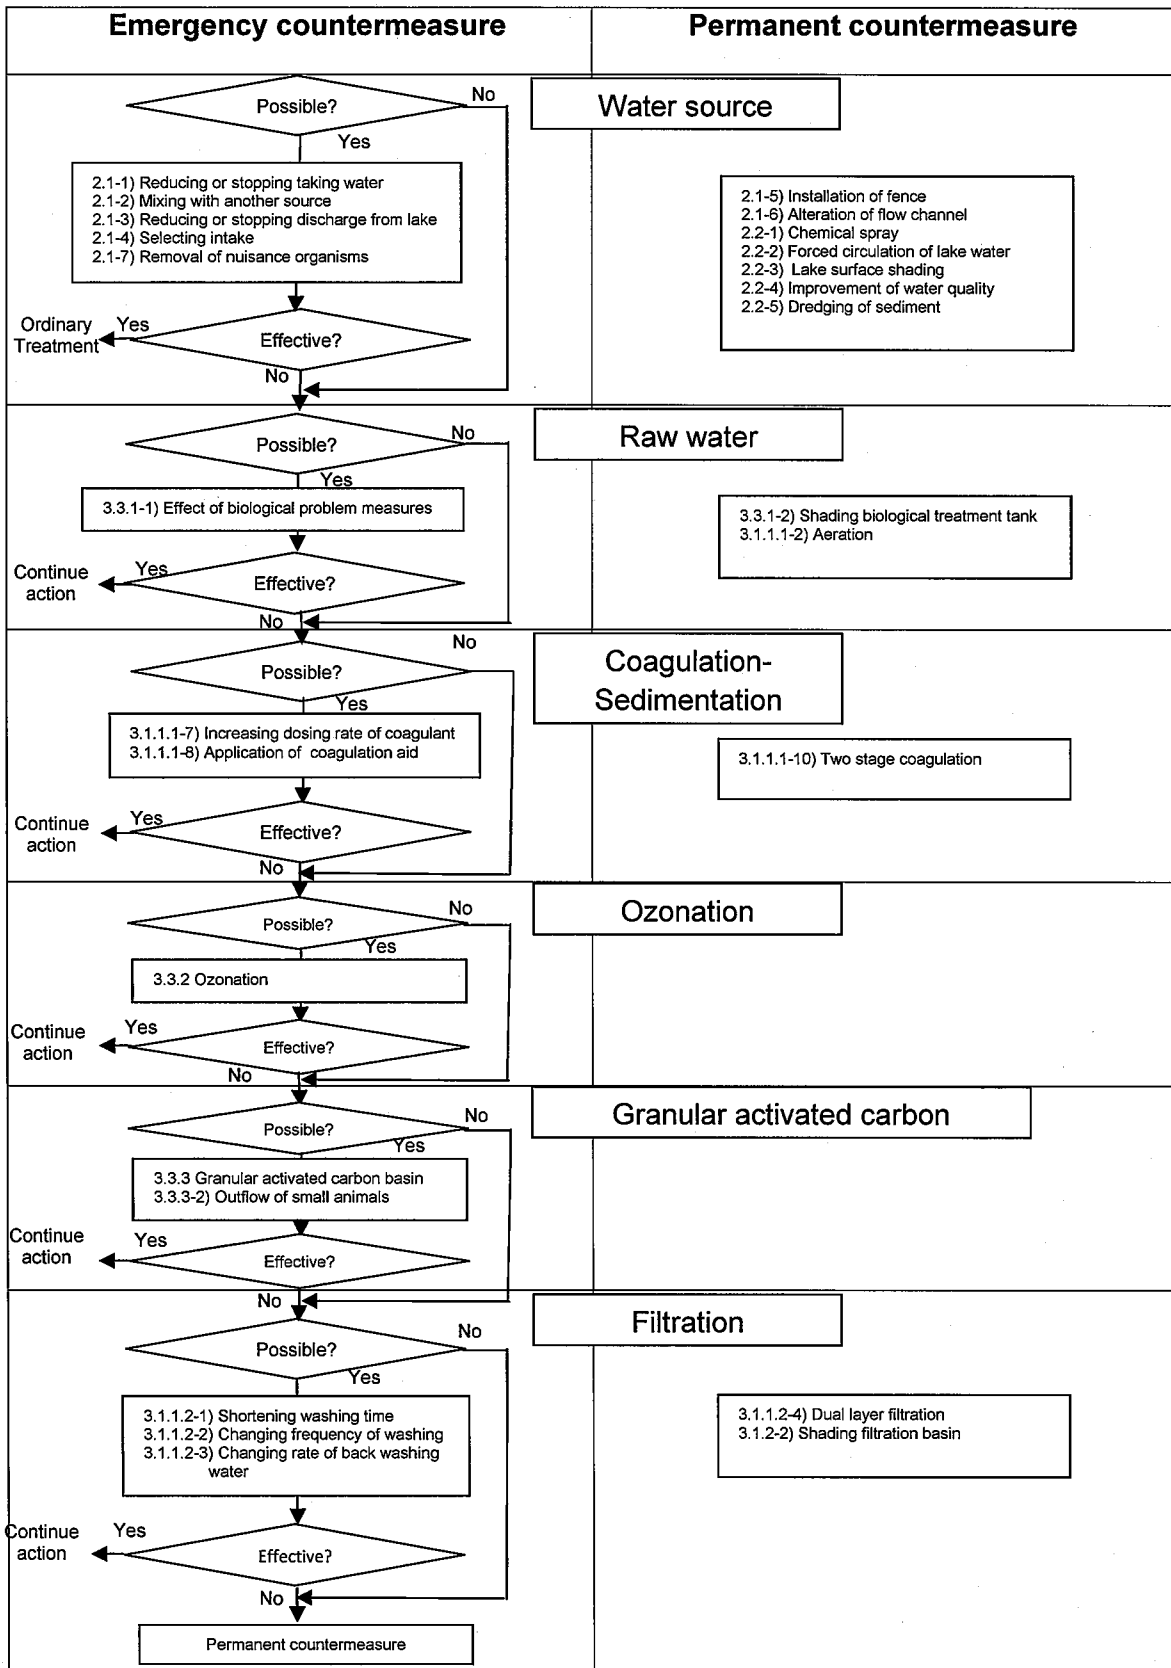 Emergency countermeasure
Permanent countermeasure
Water source
Possible?
No
Yes
2.1-1) Reducing or stopping taking water
2.1-2) Mixing with another source
2.1-3) Reducing or stopping discharge from lake
2.1-4) Selecting intake
2.1-7) Removal of nuisance organisms
2.1-5) Installation of fence
2.1-6) Alteration of flow channel
2.2-1) Chemical spray
2.2-2) Forced circulation of lake water
2.2-3) Lake surface shading
2.2-4) Improvement of water quality
2.2-5) Dredging of sediment
Ordinary
Treatment
Yes
Effective?
No
Raw water
Possible?
No
Yes
3.3.1-1) Effect of biological problem measures
3.3.1-2) Shading biological treatment tank
3.1.1.1-2) Aeration
Continue
action
Yes
Effective?
No
Coagulation-
Sedimentation
Possible?
No
Yes
3.1.1.1-7) Increasing dosing rate of coagulant
3.1.1.1-8) Application of coagulation aid
3.1.1.1-10) Two stage coagulation
Continue
action
Yes
Effective?
No
Ozonation
Possible?
No
Yes
3.3.2 Ozonation
Continue
action
Yes
Effective?
No
Granular activated carbon
Possible?
No
Yes
3.3.3 Granular activated carbon basin
3.3.3-2) Outflow of small animals
Continue
action
Yes
Effective?
No
Filtration
Possible?
No
Yes
3.1.1.2-1) Shortening washing time
3.1.1.2-2) Changing frequency of washing
3.1.1.2-3) Changing rate of back washing
water
3.1.1.2-4) Dual layer filtration
3.1.2-2) Shading filtration basin
Continue
action
Yes
Effective?
No
Permanent countermeasure